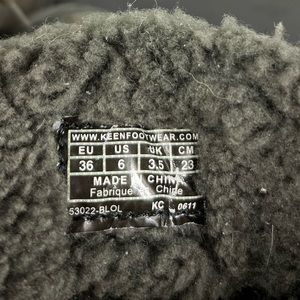 WWW.KEENFOOTWEAR.COM
EU US UK CM
36 6 3.5 23
MADE IN CHINA
Fabriqué en Chine
53022-BLOL KC 0611